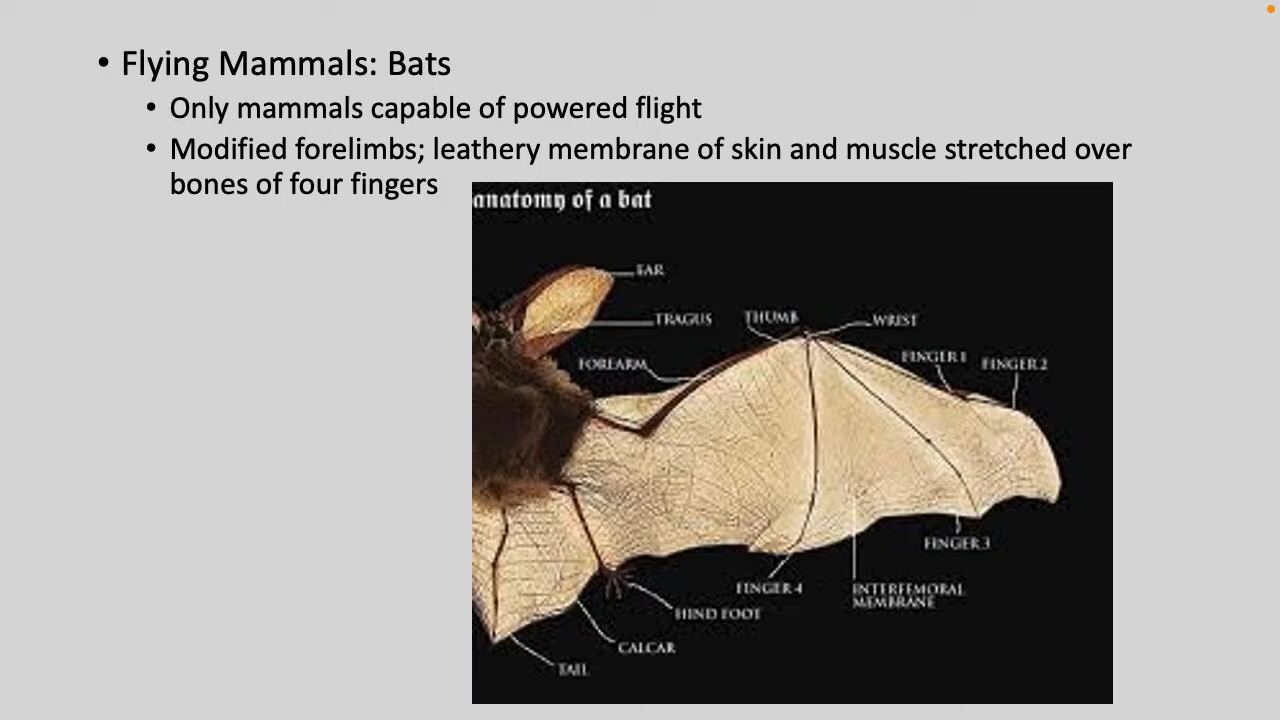 • Flying Mammals: Bats
• Only mammals capable of powered flight
• Modified forelimbs; leathery membrane of skin and muscle stretched over
bones of four fingers
anatomy of a bat
EAR
TRAGUS
THUMB
WRIST
FOREARM
FINGER 1
FINGER 2
FINGER 3
FINGER 4
INTERFEMORAL
MEMBRANE
HIND FOOT
CALCAR
TAIL